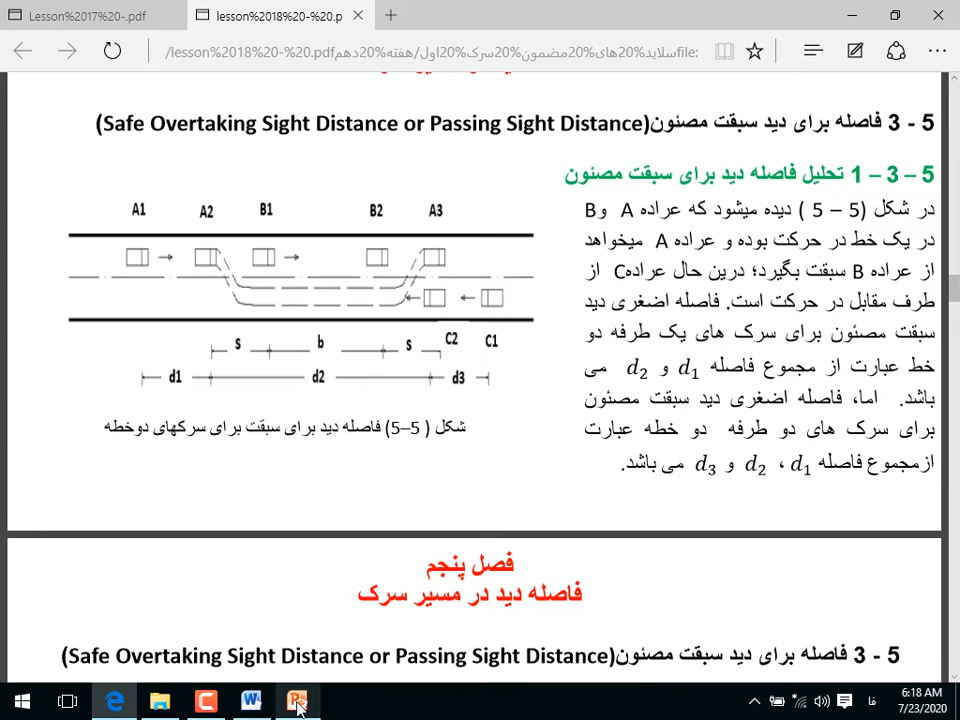 Lesson%2017%20-.pdf
lesson%2018%20-%20.p
file:سلاید%20های%20مضمون%20سرک%20اول/هفته%20دهم/lesson%2018%20-%20.pdf
5 - 3 فاصله برای دید سبقت مصئون(Safe Overtaking Sight Distance or Passing Sight Distance)
5 – 3 – 1 تحلیل فاصله دید برای سبقت مصئون
در شکل (5 – 5 ) دیده میشود که عراده A وB
در یک خط در حرکت بوده و عراده A میخواهد
از عراده B سبقت بگیرد؛ درین حال عرادهC از
طرف مقابل در حرکت است. فاصله اضغری دید
سبقت مصئون برای سرک های یک طرفه دو
خط عبارت از مجموع فاصله d1 و d2 می
باشد. اما، فاصله اضغری دید سبقت مصئون
برای سرک های دو طرفه دو خطه عبارت
ازمجموع فاصله d1 ، d2 و d3 می باشد.
A1 A2 B1 B2 A3
s b s C2 C1
d1 d2 d3
شکل ( 5–5) فاصله دید برای سبقت برای سرکهای دوخطه
فصل پنجم
فاصله دید در مسیر سرک
5 - 3 فاصله برای دید سبقت مصئون(Safe Overtaking Sight Distance or Passing Sight Distance)
فا
6:18 AM
7/23/2020